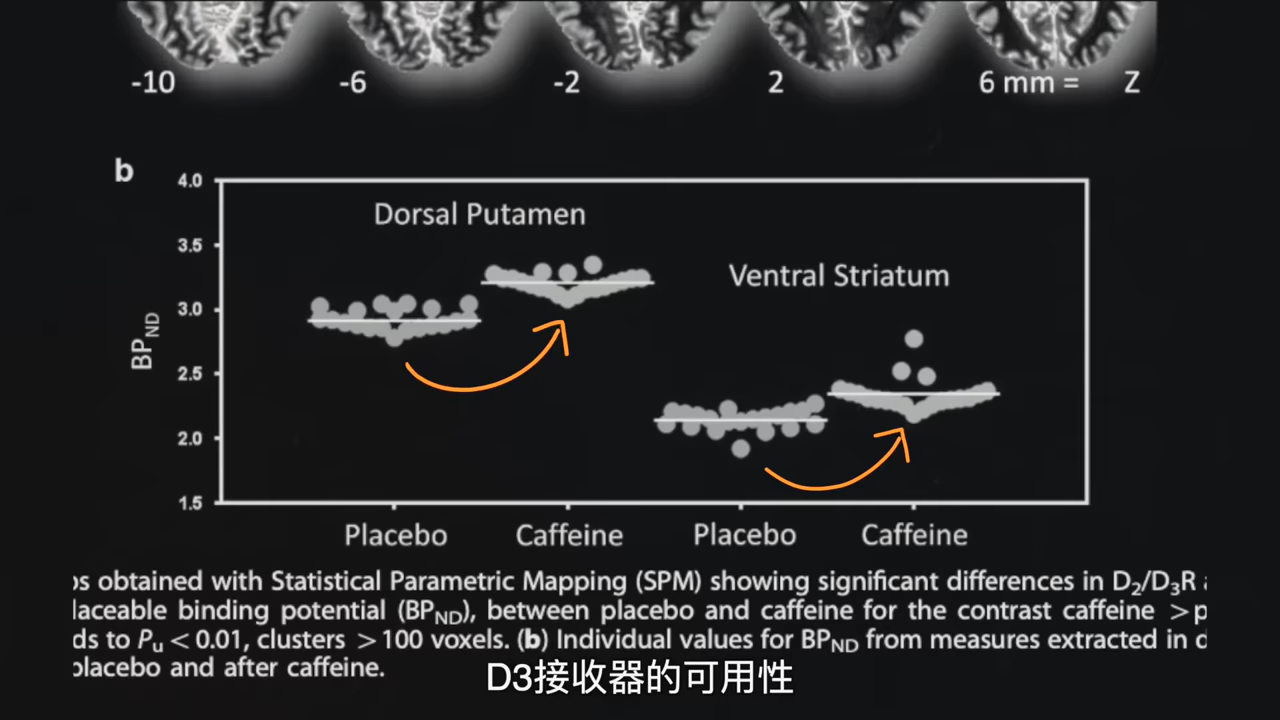 -10 -6 -2 2 6 mm = Z
b
4.0
Dorsal Putamen
3.5
Ventral Striatum
3.0
BPND
2.5
2.0
1.5
Placebo Caffeine Placebo Caffeine
obtained with Statistical Parametric Mapping (SPM) showing significant differences in D2/D3R
laceable binding potential (BPND), between placebo and caffeine for the contrast caffeine > p
ds to Pu < 0.01, clusters > 100 voxels. (b) Individual values for BPND from measures extracted in d
placebo and after caffeine.
D3接收器的可用性